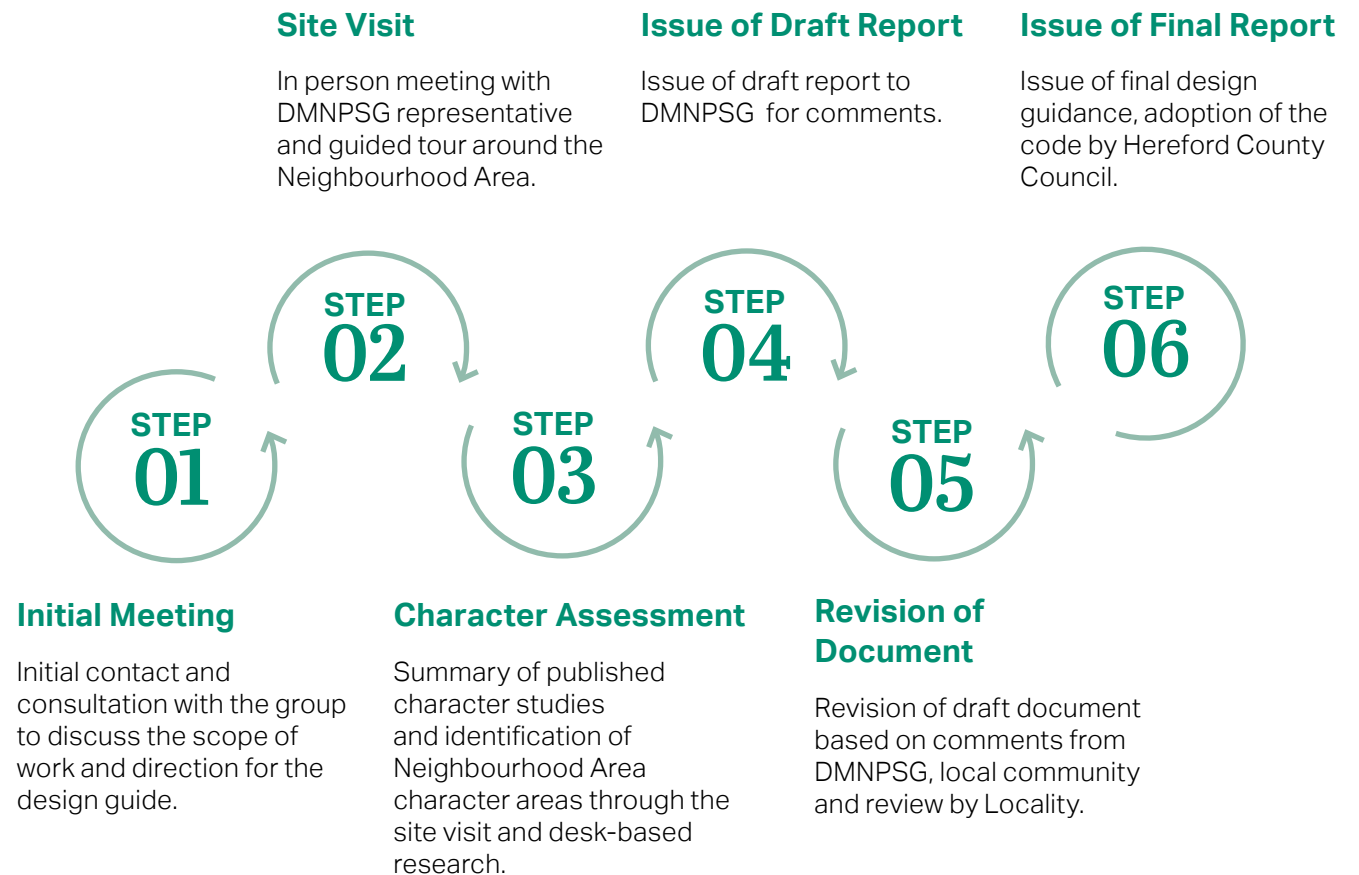 Site Visit
In person meeting with
DMNPSG representative
and guided tour around the
Neighbourhood Area.
Issue of Draft Report
Issue of draft report to
DMNPSG  for comments.
Issue of Final Report
Issue of final design
guidance, adoption of the
code by Hereford County
Council.
STEP
01
STEP
02
STEP
03
STEP
04
STEP
05
STEP
06
Initial Meeting
Initial contact and
consultation with the group
to discuss the scope of
work and direction for the
design guide.
Character Assessment
Summary of published
character studies
and identification of
Neighbourhood Area
character areas through the
site visit and desk-based
research.
Revision of
Document
Revision of draft document
based on comments from
DMNPSG, local community
and review by Locality.